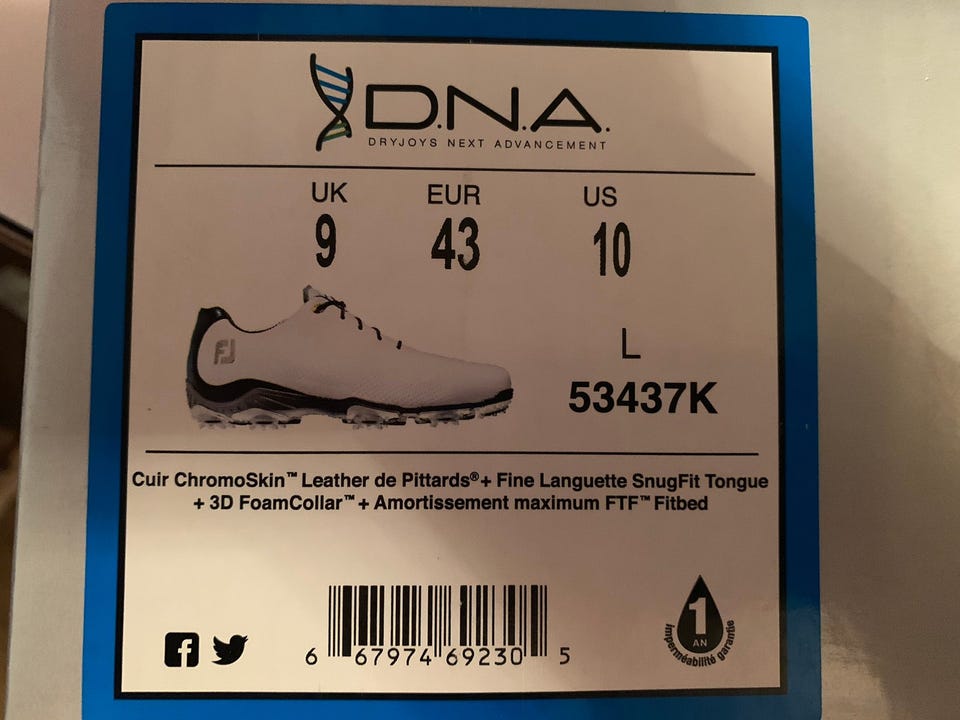 D.N.A.
DRYJOYS NEXT ADVANCEMENT
UK EUR US
9 43 10
FJ
L
53437K
Cuir ChromoSkin™ Leather de Pittards® + Fine Languette SnugFit Tongue
+ 3D FoamCollar™ + Amortissement maximum FTF™ Fitbed
1
AN
imperméabilité garantie
6 67974 69230 5